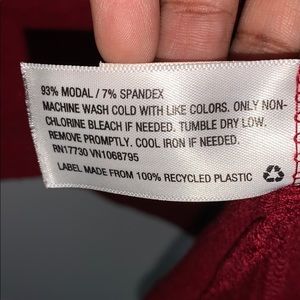 93% MODAL / 7% SPANDEX
MACHINE WASH COLD WITH LIKE COLORS. ONLY NON-
CHLORINE BLEACH IF NEEDED. TUMBLE DRY LOW.
REMOVE PROMPTLY. COOL IRON IF NEEDED.
RN17730 VN1068795
LABEL MADE FROM 100% RECYCLED PLASTIC